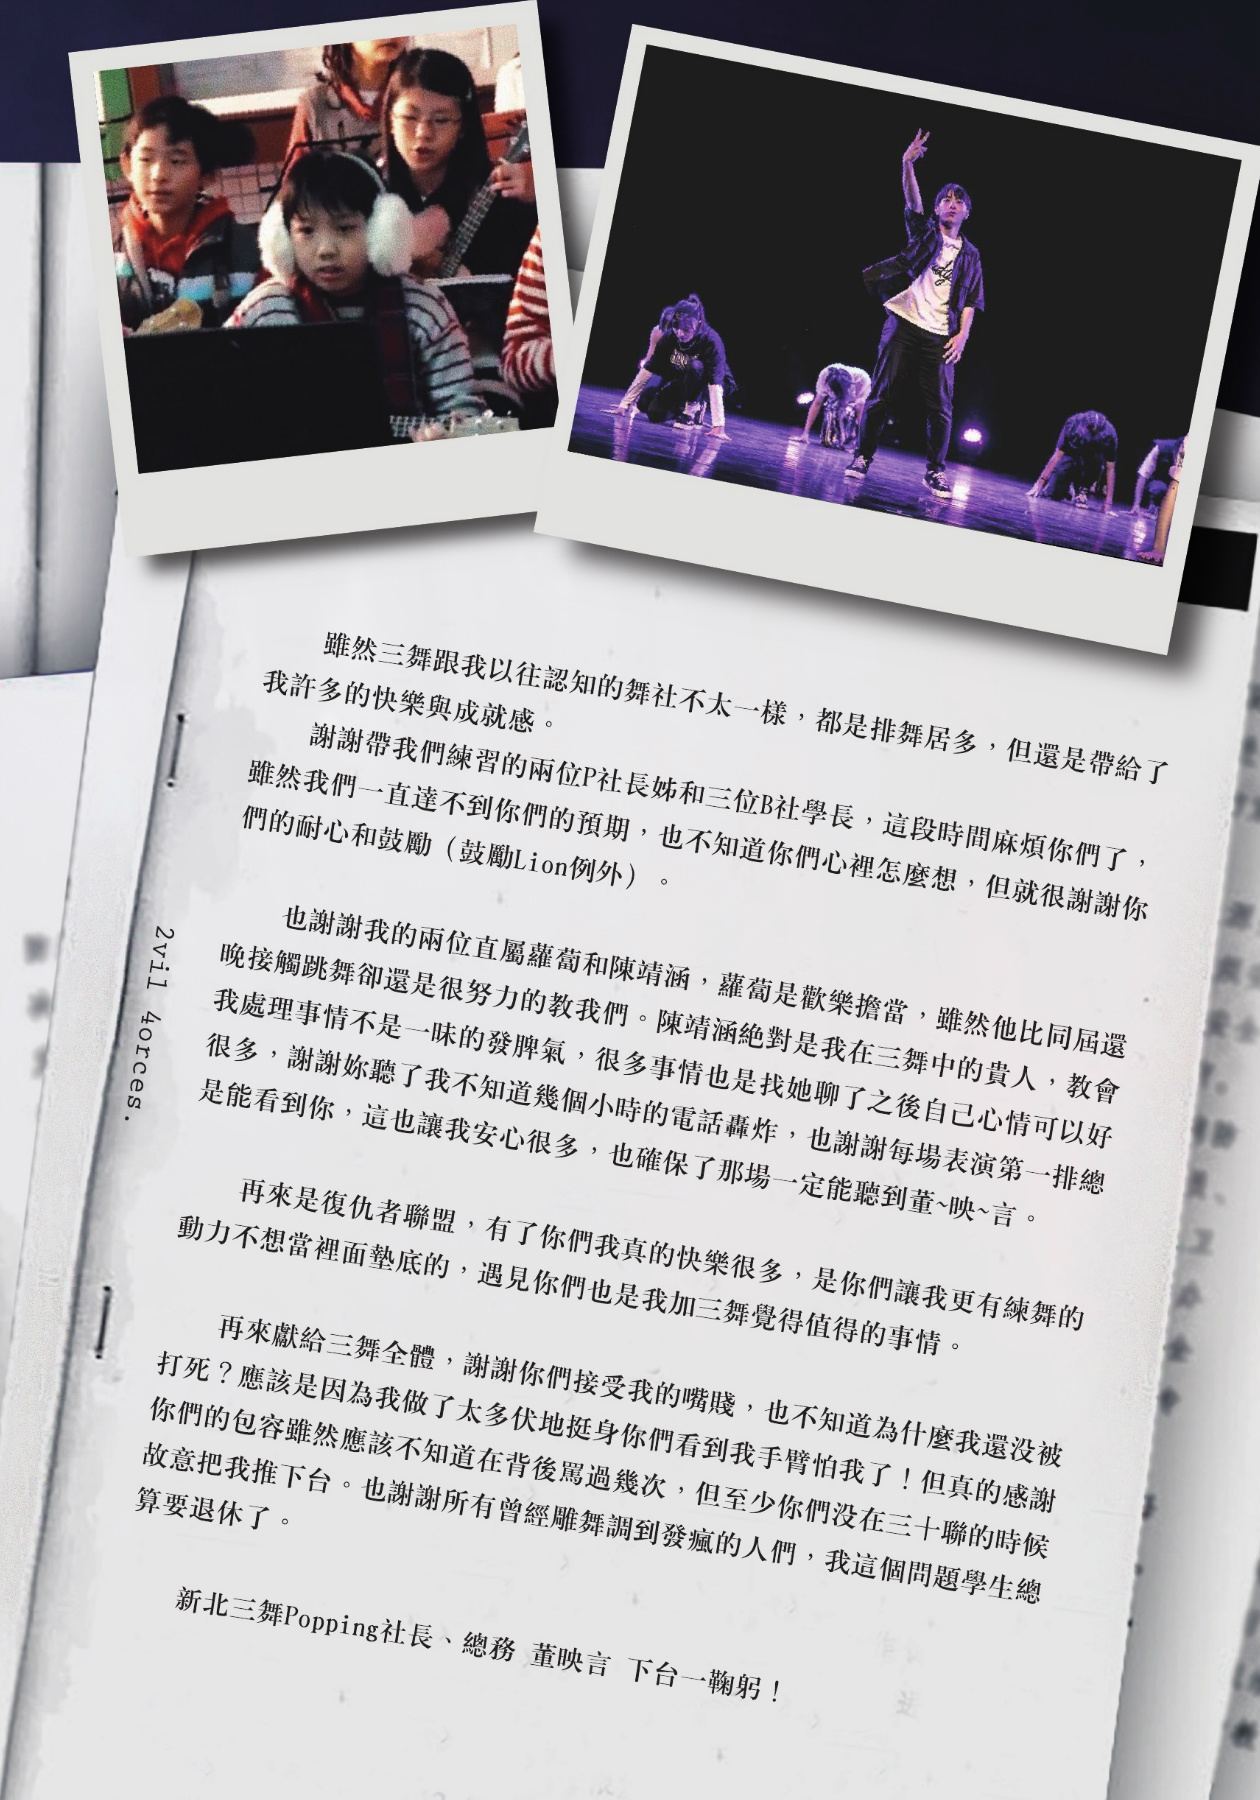 雖然三舞跟我以往認知的舞社不太一樣，都是排舞居多，但還是帶給了
我許多的快樂與成就感。
謝謝帶我們練習的兩位P社長姊和三位B社學長，這段時間麻煩你們了，
雖然我們一直達不到你們的預期，也不知道你們心裡怎麼想，但就很謝謝你
們的耐心和鼓勵（鼓勵Lion例外）。
也謝謝我的兩位直屬蘿蔔和陳靖涵，蘿蔔是歡樂擔當，雖然他比同屆還
晚接觸跳舞卻還是很努力的教我們。陳靖涵絕對是我在三舞中的貴人，教會
我處理事情不是一昧的發脾氣，很多事情也是找她聊了之後自己心情可以好
很多，謝謝妳聽了我不知道幾個小時的電話轟炸，也謝謝每場表演第一排總
是能看到你，這也讓我安心很多，也確保了那場一定能聽到董~映~言。
再來是復仇者聯盟，有了你們我真的快樂很多，是你們讓我更有練舞的
動力不想當裡面墊底的，遇見你們也是我加三舞覺得值得的事情。
再來獻給三舞全體，謝謝你們接受我的嘴賤，也不知道為什麼我還没被
打死？應該是因為我做了太多伏地挺身你們看到我手臂怕我了！但真的感謝
你們的包容雖然應該不知道在背後罵過幾次，但至少你們没在三十聯的時候
故意把我推下台。也謝謝所有曾經雕舞調到發瘋的人們，我這個問題學生總
算要退休了。
新北三舞Popping社長、總務 董映言 下台一鞠躬！
2vil 4orces.